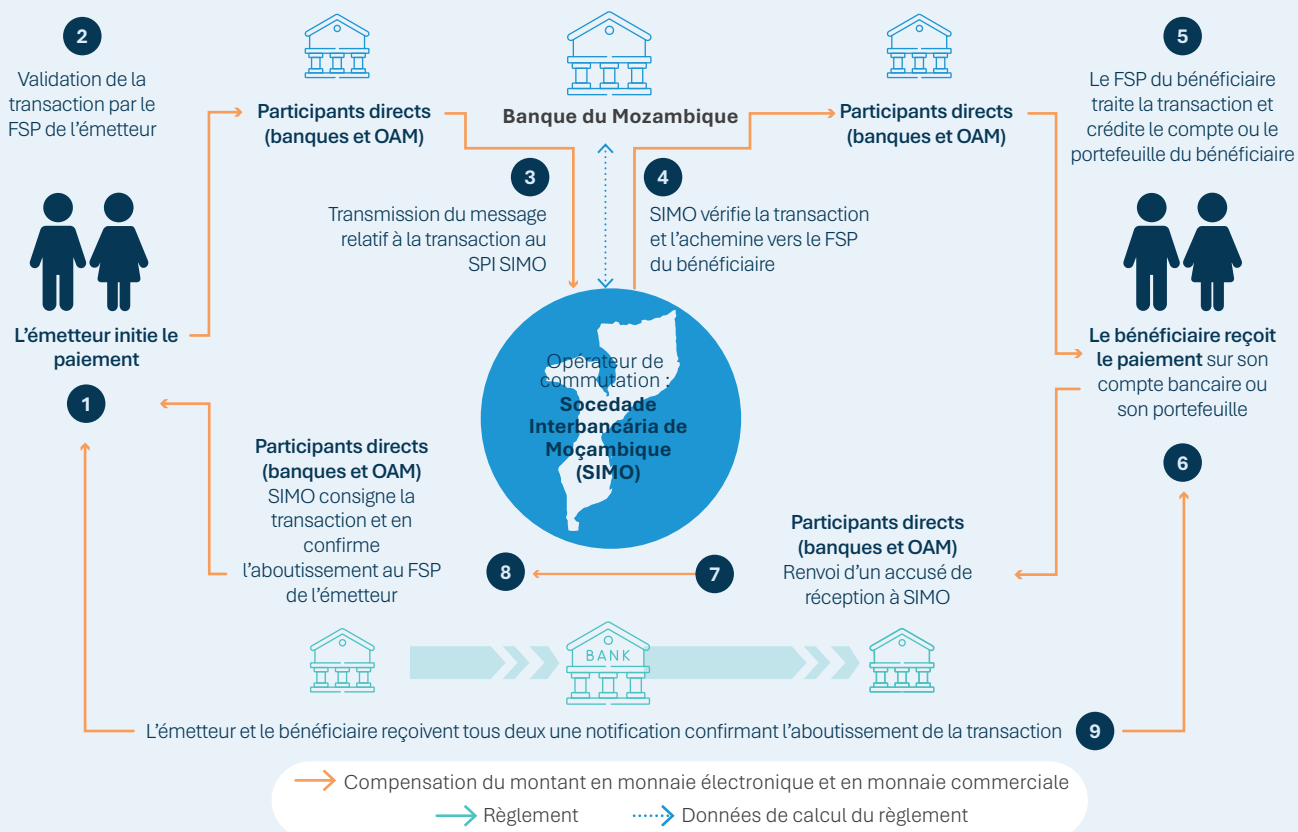 2
Validation de la
transaction par le
FSP de l’émetteur
Participants directs
(banques et OAM)
Banque du Mozambique
Participants directs
(banques et OAM)
5
Le FSP du bénéficiaire
traite la transaction et
crédite le compte ou le
portefeuille du bénéficiaire
3
Transmission du message
relatif à la transaction au
SPI SIMO
4
SIMO vérifie la transaction
et l’achemine vers le FSP
du bénéficiaire
L’émetteur initie le
paiement
1
Opérateur de
commutation :
Socedade
Interbancária de
Moçambique
(SIMO)
Le bénéficiaire reçoit
le paiement sur son
compte bancaire ou
son portefeuille
6
Participants directs
(banques et OAM)
SIMO consigne la
transaction et en
confirme
l’aboutissement au FSP
de l’émetteur
8
7
Participants directs
(banques et OAM)
Renvoi d’un accusé de
réception à SIMO
BANK
L’émetteur et le bénéficiaire reçoivent tous deux une notification confirmant l’aboutissement de la transaction 9
Compensation du montant en monnaie électronique et en monnaie commerciale
Règlement Données de calcul du règlement